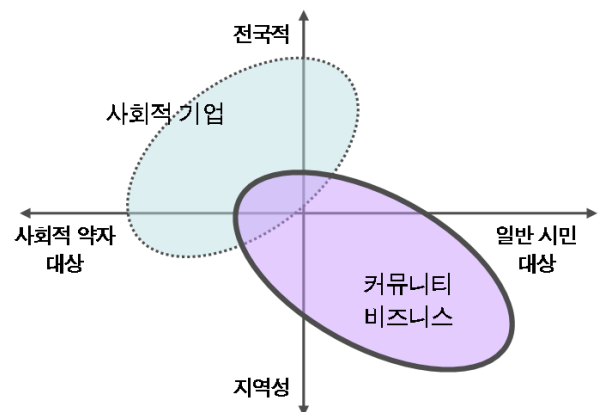 전국적
사회적 기업
사회적 약자
대상
일반 시민
대상
커뮤니티
비즈니스
지역성